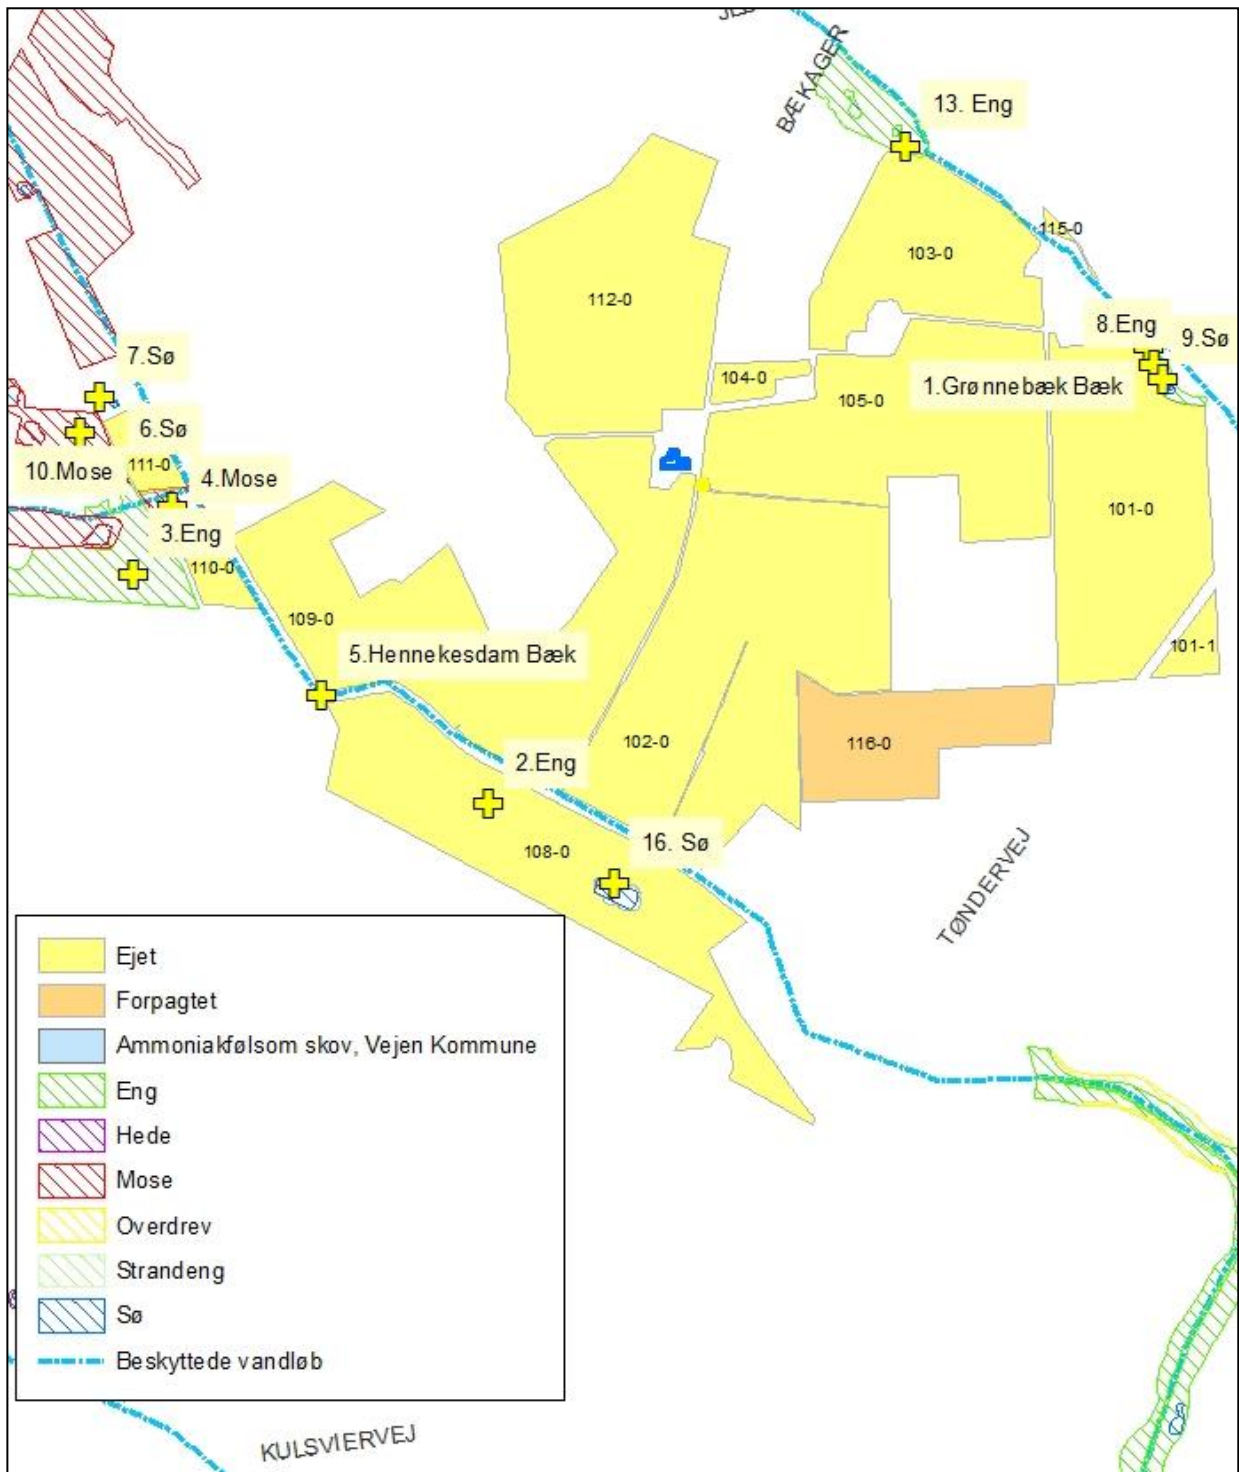 BÆKAGER
13. Eng
115-0
103-0
112-0
8.Eng
9.Sø
7.Sø
104-0
1.Grønnebæk Bæk
105-0
6.Sø
111-0
10.Mose
4.Mose
101-0
3.Eng
110-0
109-0
101-1
5.Hennekesdam Bæk
102-0
116-0
2.Eng
108-0
16. Sø
TØNDERVEJ
Ejet
Forpagtet
Ammoniakfølsom skov, Vejen Kommune
Eng
Hede
Mose
Overdrev
Strandeng
Sø
Beskyttede vandløb
KULSVIERVEJ